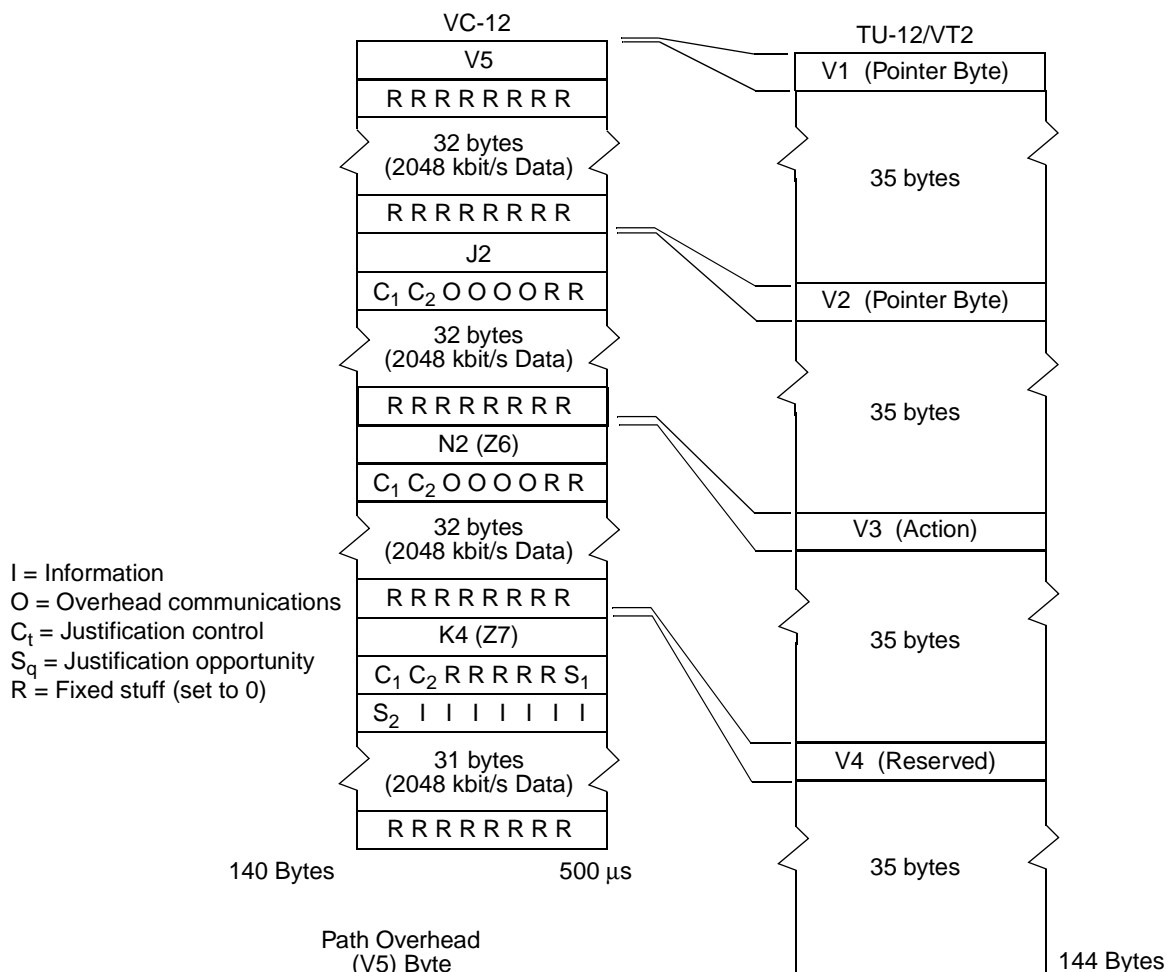 VC-12
V5
R R R R R R R R
32 bytes
(2048 kbit/s Data)
R R R R R R R R
J2
C1 C2 O O O O R R
32 bytes
(2048 kbit/s Data)
R R R R R R R R
N2 (Z6)
C1 C2 O O O O R R
32 bytes
(2048 kbit/s Data)
R R R R R R R R
K4 (Z7)
C1 C2 R R R R R S1
S2 I I I I I I I
31 bytes
(2048 kbit/s Data)
R R R R R R R R
140 Bytes
500 µs
I = Information
O = Overhead communications
Ct = Justification control
Sq = Justification opportunity
R = Fixed stuff (set to 0)
TU-12/VT2
V1 (Pointer Byte)
35 bytes
V2 (Pointer Byte)
35 bytes
V3 (Action)
35 bytes
V4 (Reserved)
35 bytes
144 Bytes
Path Overhead
(V5) Byte